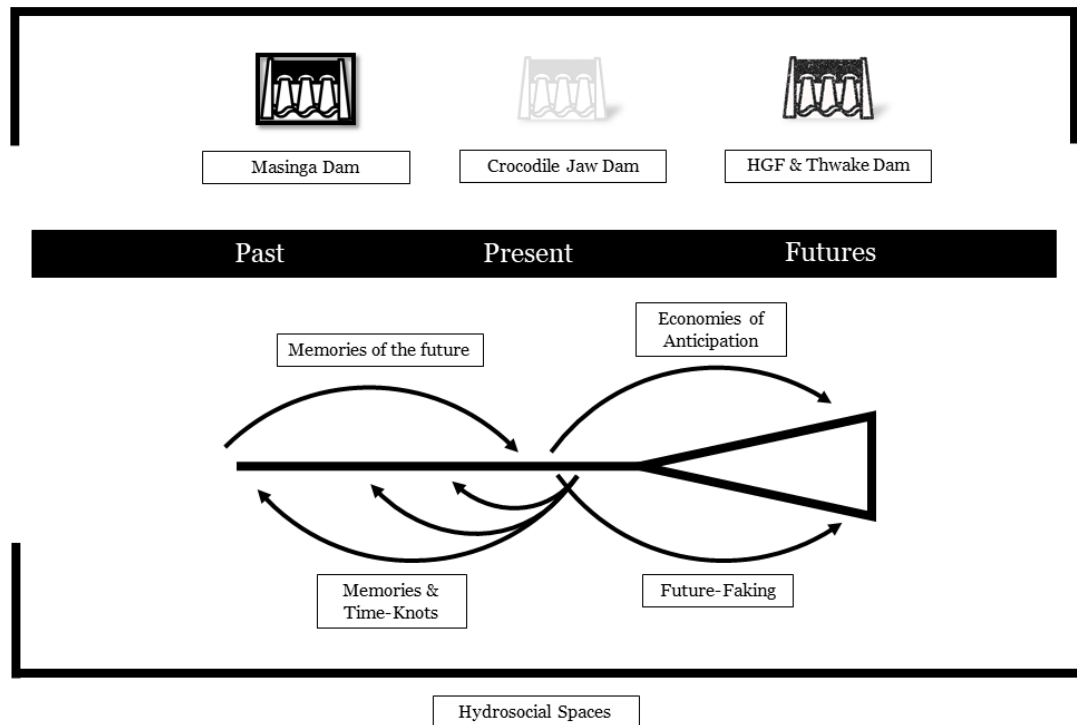 Masinga Dam
Crocodile Jaw Dam
HGF & Thwake Dam
Past
Present
Futures
Memories of the future
Economies of
Anticipation
Memories &
Time-Knots
Future-Faking
Hydrosocial Spaces